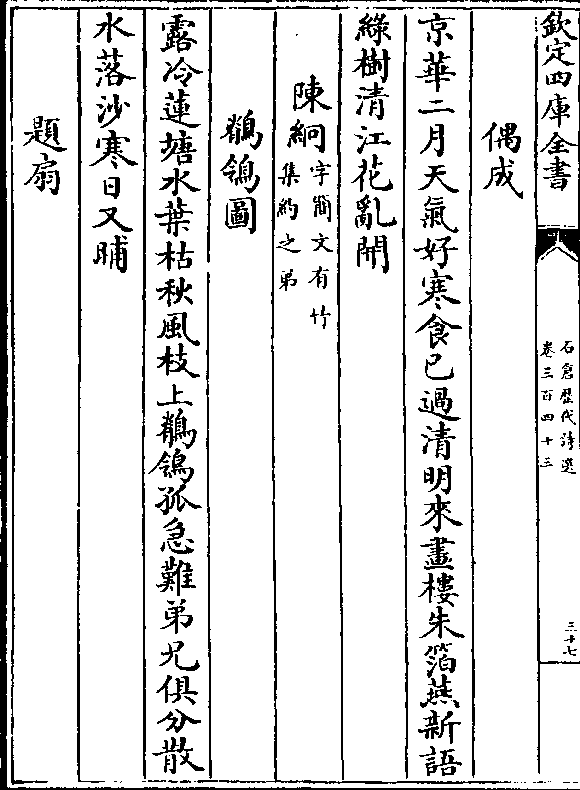 欽定四庫全書
石倉歷代詩選
卷三百四十三
三十七
偶成
京華二月天氣好寒食已過清明來畫樓朱箔燕新語
綠樹清江花亂開
陳絅字簡文有竹
集約之弟
鶺鴒圖
露冷蓮塘水葉枯秋風枝上鶺鴒孤急難弟兄俱分散
水落沙寒日又晡
題扇